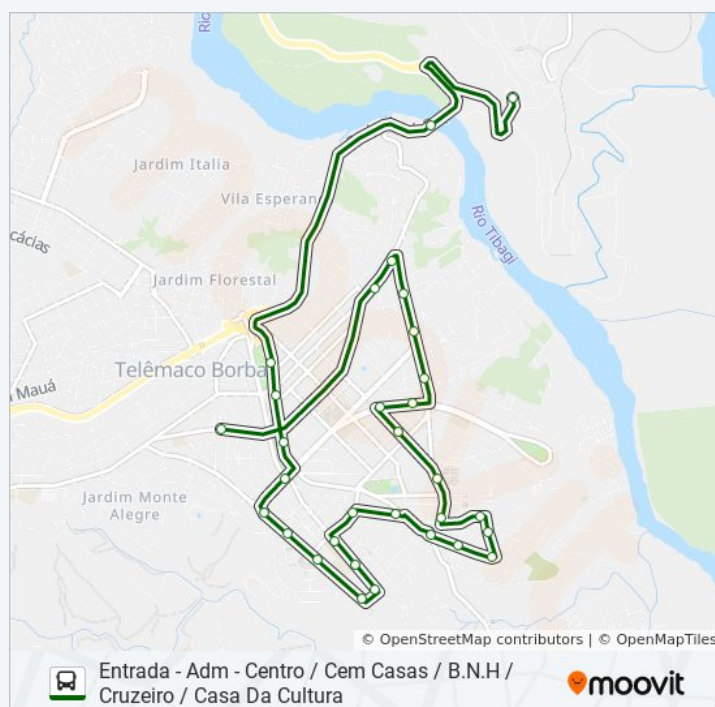 Rio
Jardim Italia
Vila Esperan
cácias
Rio Tibagi
Jardim Florestal
Telêmaco Borba
Mauá
Jardim Monte
Alegre
© OpenStreetMap contributors | © OpenMapTiles
Entrada - Adm - Centro / Cem Casas / B.N.H /
Cruzeiro / Casa Da Cultura
moovit